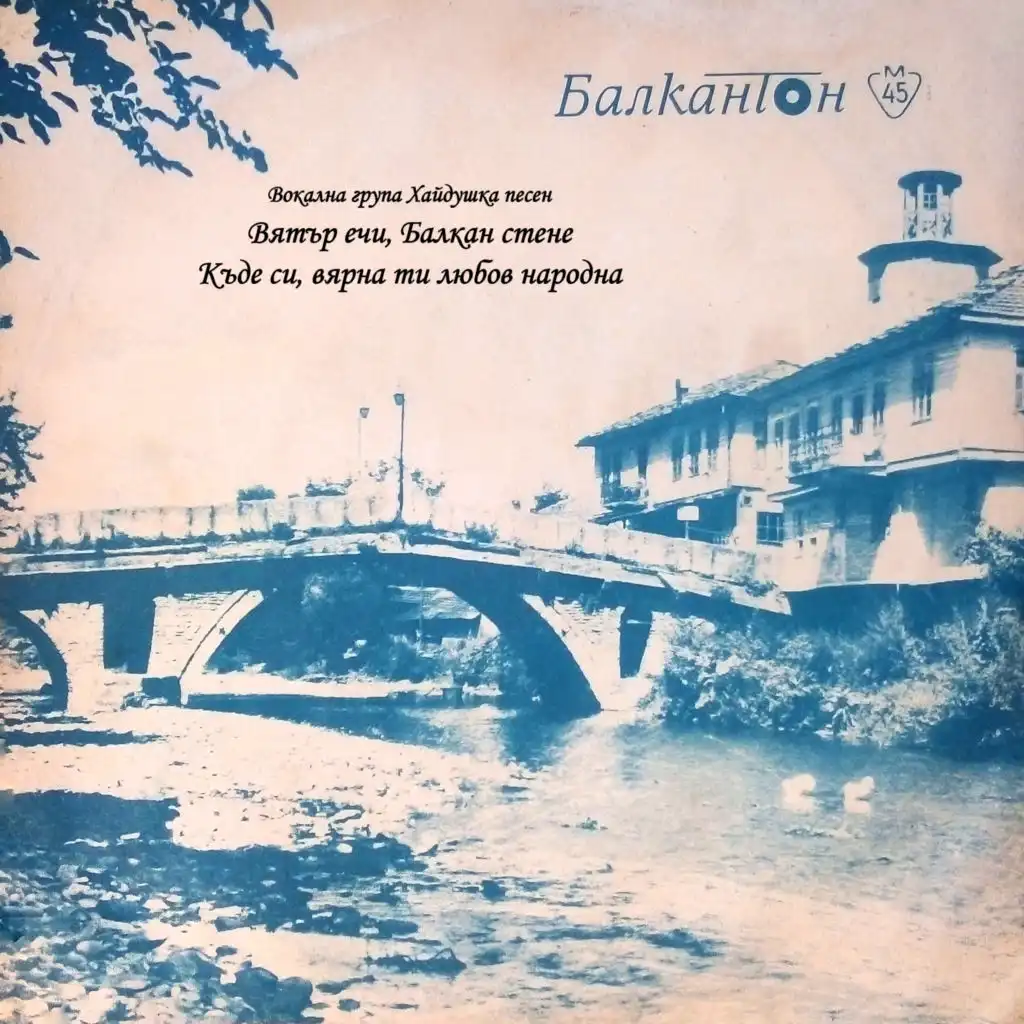 Балкантон М 45
Вокална група Хайдушка песен
Вятър ечи, Балкан стене
Къде си, вярна ти любов народна